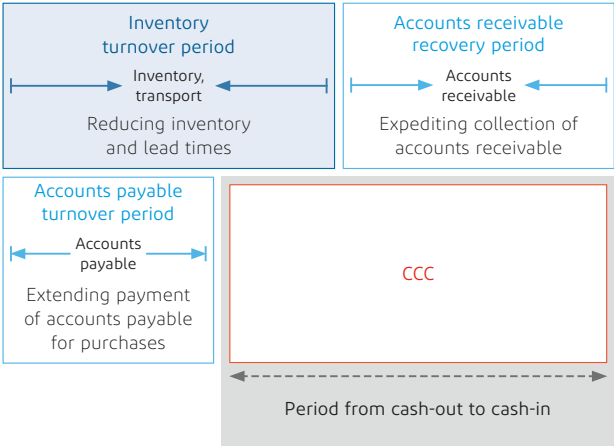 Inventory
turnover period
Inventory,
transport
Reducing inventory
and lead times
Accounts receivable
recovery period
Accounts
receivable
Expediting collection of
accounts receivable
Accounts payable
turnover period
Accounts
payable
Extending payment
of accounts payable
for purchases
CCC
Period from cash-out to cash-in